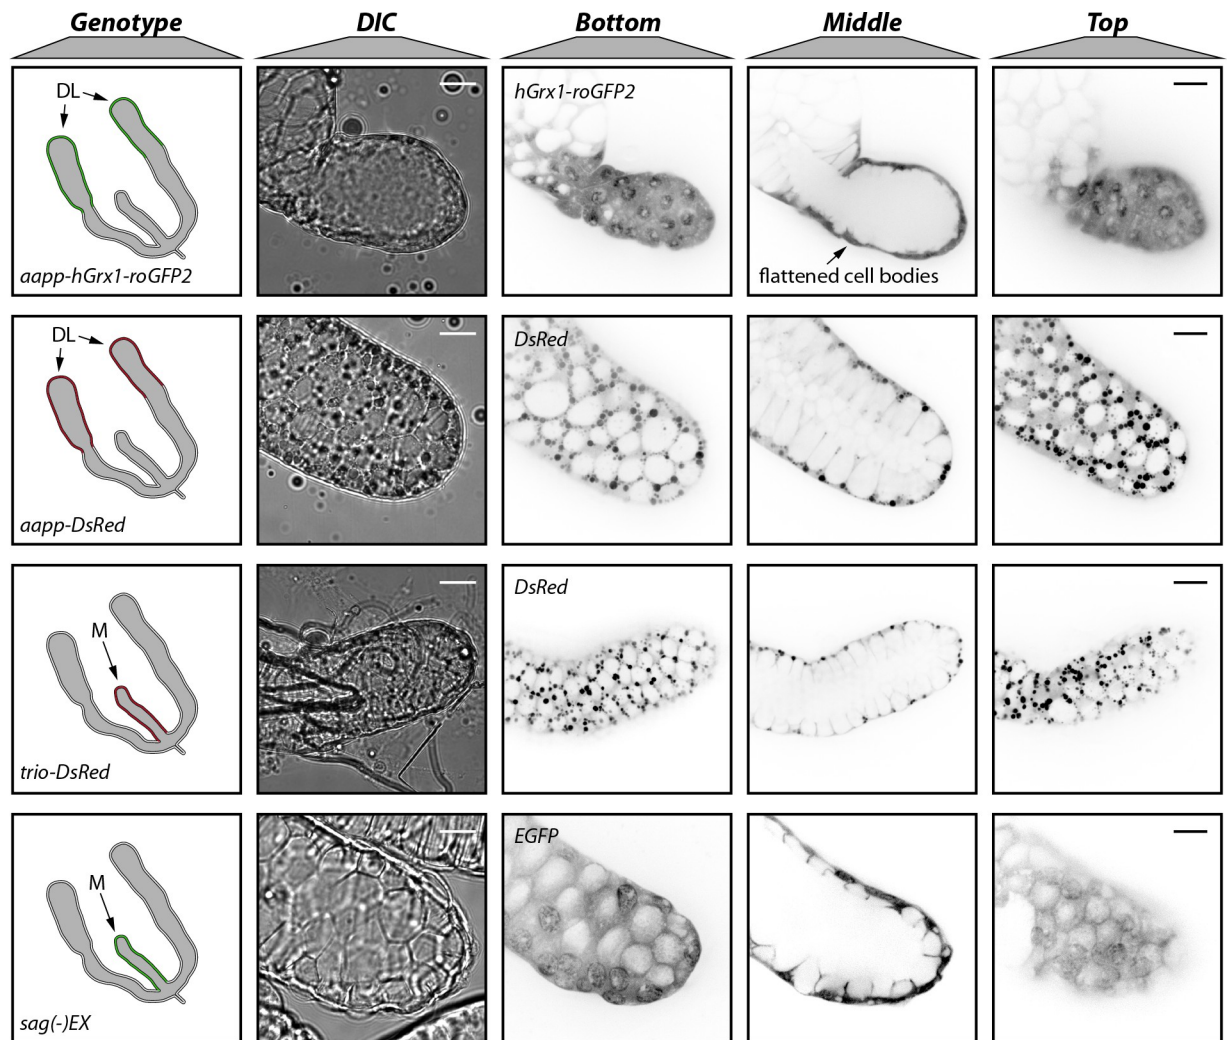 Genotype
DIC
Bottom
Middle
Top
DL
aapp-hGrx1-roGFP2
hGrx1-roGFP2
flattened cell bodies
DL
aapp-DsRed
DsRed
M
trio-DsRed
DsRed
M
sag(-)EX
EGFP